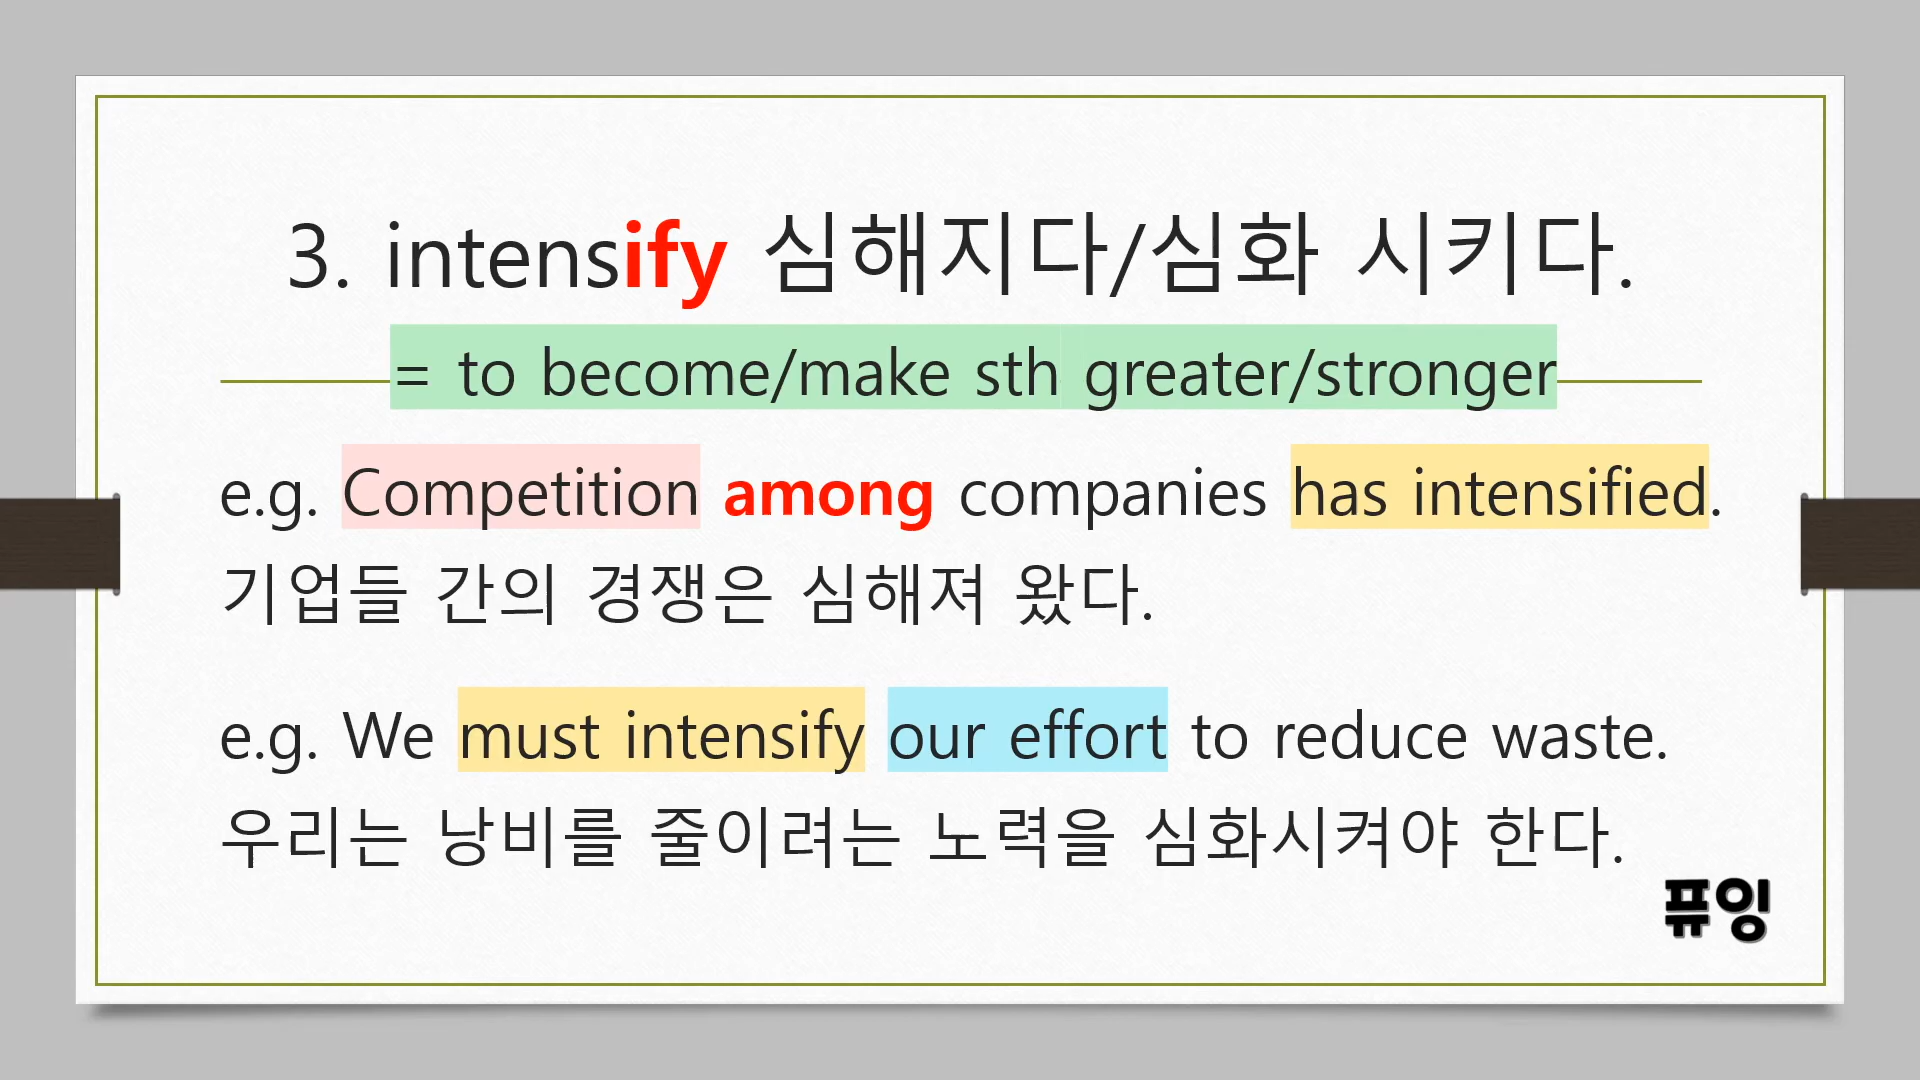 3. intensify 심해지다/심화 시키다.
= to become/make sth greater/stronger
e.g. Competition among companies has intensified.
기업들 간의 경쟁은 심해져 왔다.
e.g. We must intensify our effort to reduce waste.
우리는 낭비를 줄이려는 노력을 심화시켜야 한다.
퓨잉